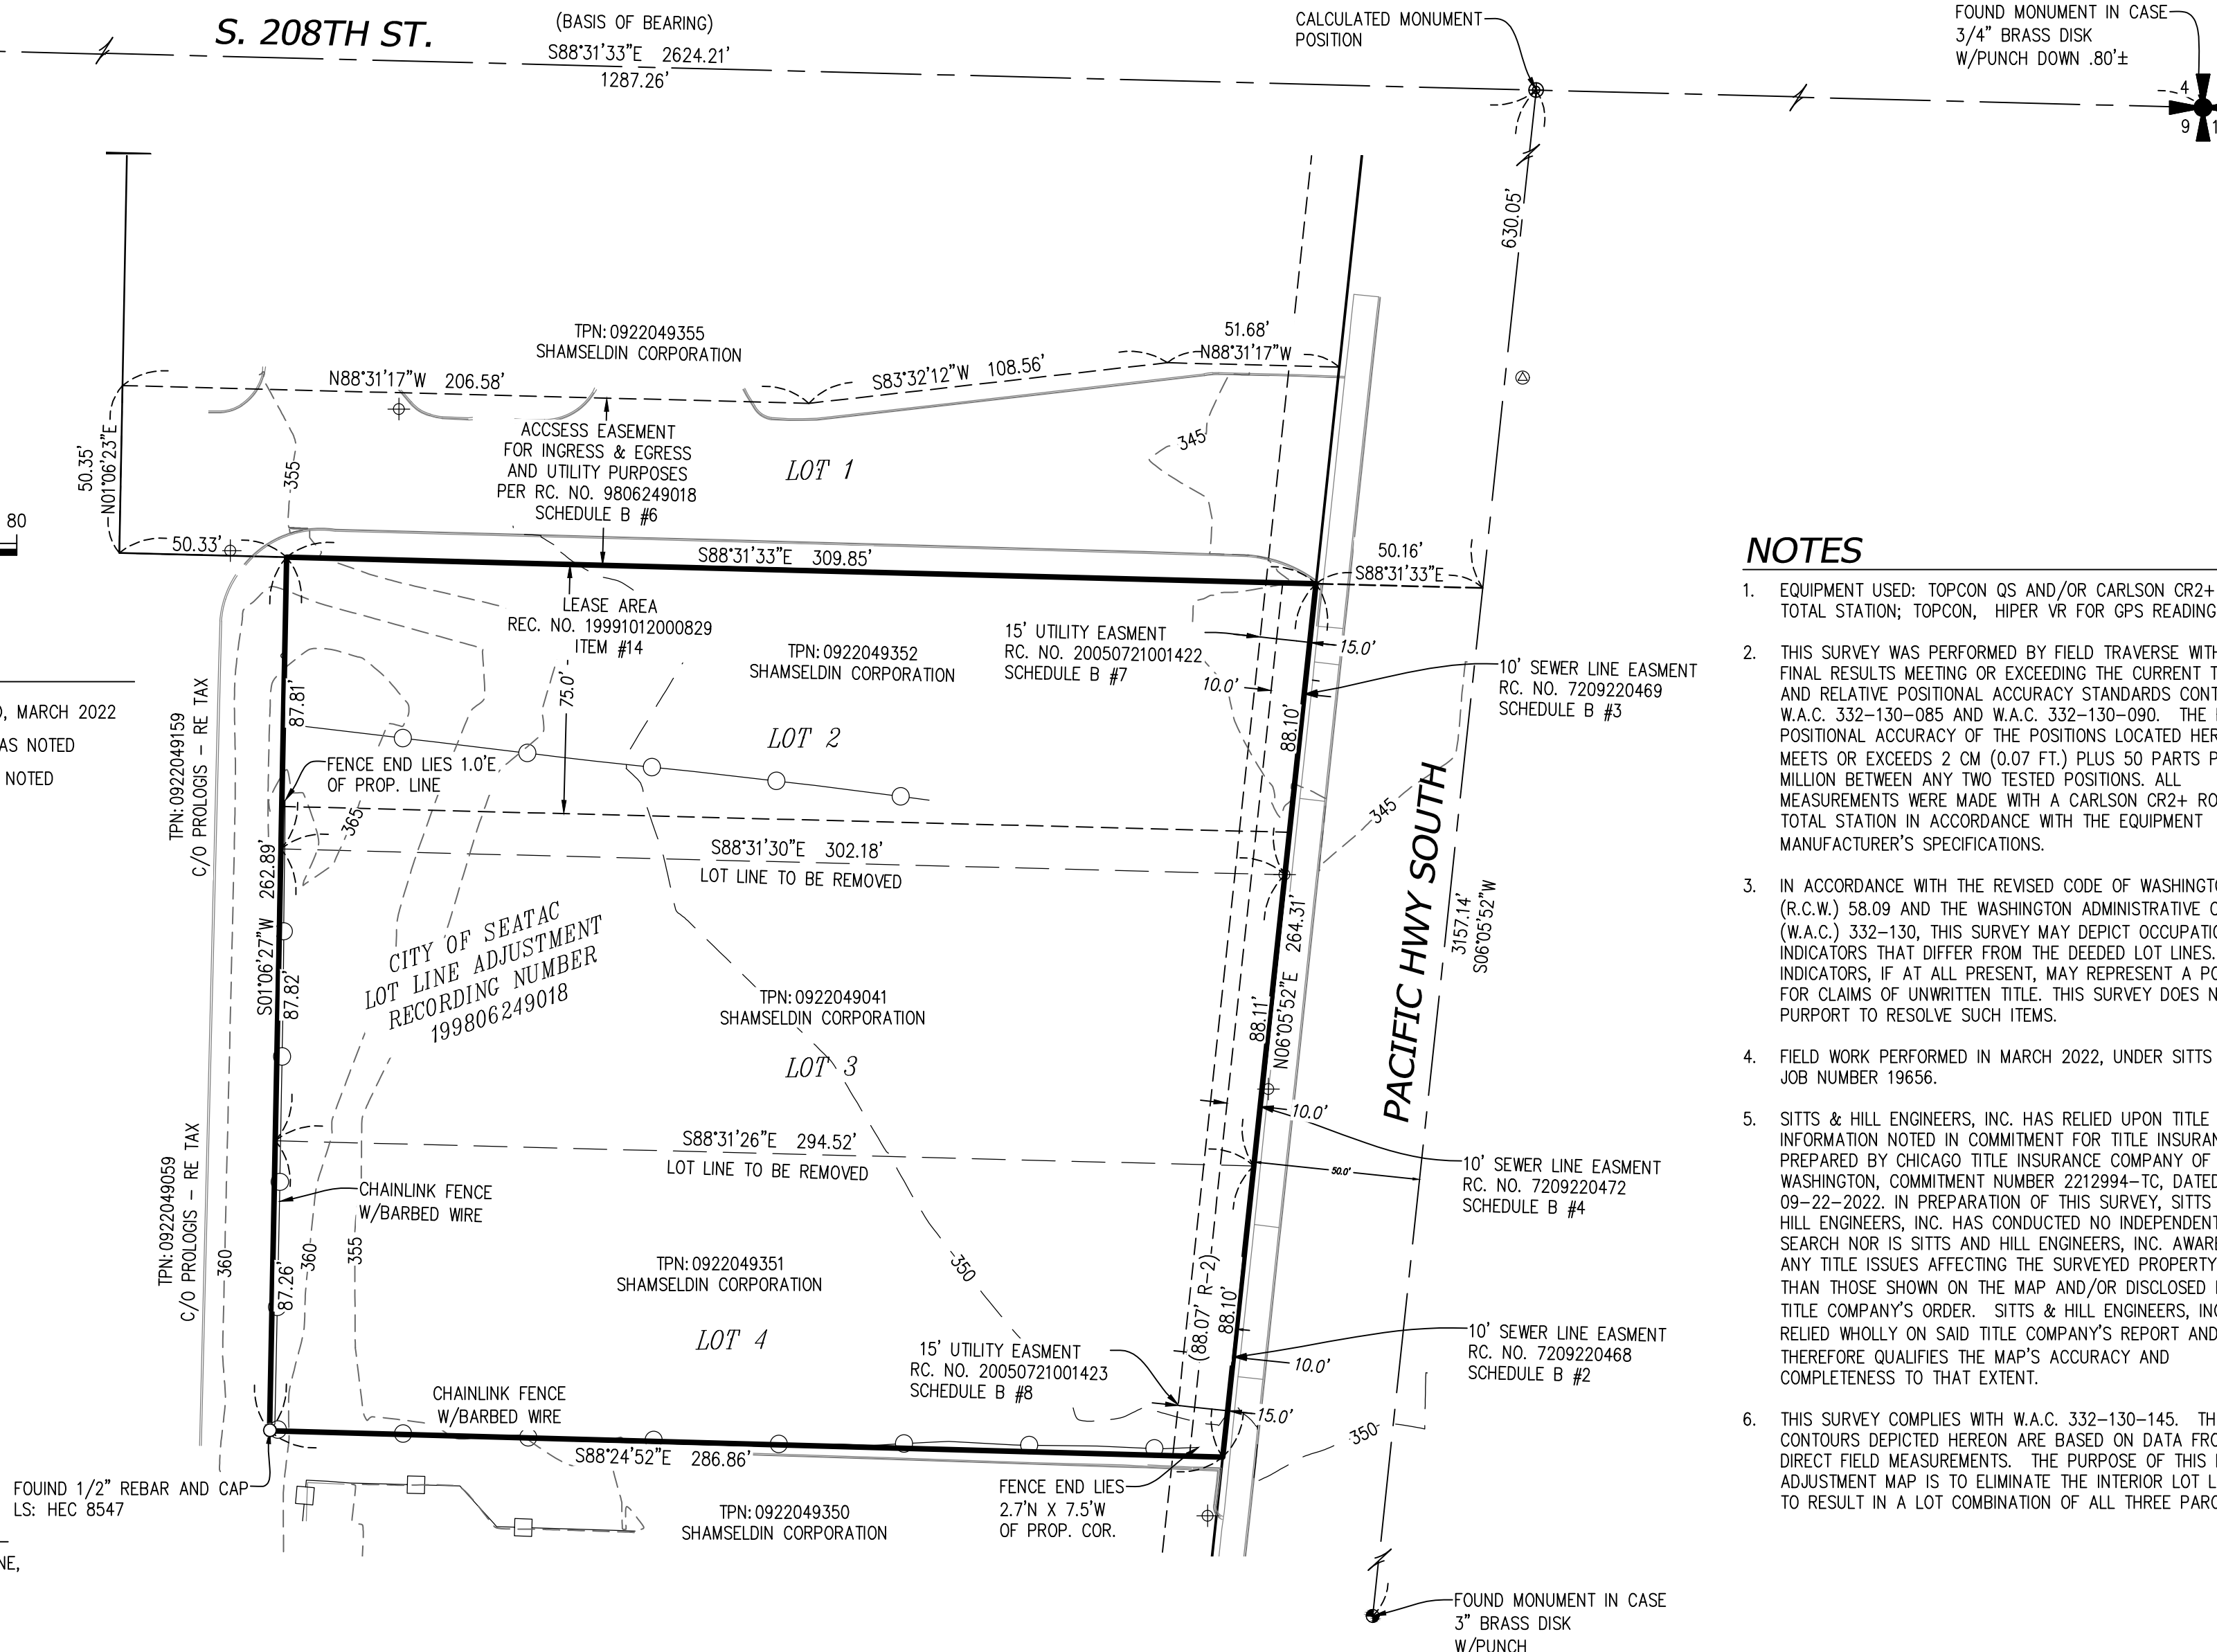 S. 208TH ST.
(BASIS OF BEARING)
S88°31'33"E 2624.21'
1287.26'
CALCULATED MONUMENT
POSITION
FOUND MONUMENT IN CASE
3/4" BRASS DISK
W/PUNCH DOWN .80'±
4
9
1
630.05'
TPN: 0922049355
SHAMSELDIN CORPORATION
51.68'
N88°31'17"W
N88°31'17"W 206.58'
S83°32'12"W 108.56'
50.35'
N01°06'23"E
355
ACCSESS EASEMENT
FOR INGRESS & EGRESS
AND UTILITY PURPOSES
PER RC. NO. 9806249018
SCHEDULE B #6
LOT 1
345
80
50.33'
S88°31'33"E 309.85'
50.16'
S88°31'33"E
LEASE AREA
REC. NO. 19991012000829
ITEM #14
75.0'
TPN: 0922049352
SHAMSELDIN CORPORATION
15' UTILITY EASMENT
RC. NO. 20050721001422
SCHEDULE B #7
15.0'
10.0'
10' SEWER LINE EASMENT
RC. NO. 7209220469
SCHEDULE B #3
88.10'
LOT 2
87.81'
TPN: 0922049159
C/O PROLOGIS - RE TAX
, MARCH 2022
AS NOTED
NOTED
FENCE END LIES 1.0'E
OF PROP. LINE
365
345
S88°31'30"E 302.18'
LOT LINE TO BE REMOVED
PACIFIC HWY SOUTH
3157.14'
S06°05'52"W
S01°06'27"W 262.89'
87.82'
CITY OF SEATAC
LOT LINE ADJUSTMENT
RECORDING NUMBER
199806249018
TPN: 0922049041
SHAMSELDIN CORPORATION
LOT 3
88.11'
N06°05'52"E 264.31'
10.0'
S88°31'26"E 294.52'
LOT LINE TO BE REMOVED
50.0'
10' SEWER LINE EASMENT
RC. NO. 7209220472
SCHEDULE B #4
TPN: 0922049059
C/O PROLOGIS - RE TAX
CHAINLINK FENCE
W/BARBED WIRE
360
360
355
87.26'
TPN: 0922049351
SHAMSELDIN CORPORATION
350
LOT 4
(88.07' R-2)
88.10'
15' UTILITY EASMENT
RC. NO. 20050721001423
SCHEDULE B #8
10.0'
15.0'
10' SEWER LINE EASMENT
RC. NO. 7209220468
SCHEDULE B #2
350
CHAINLINK FENCE
W/BARBED WIRE
S88°24'52"E 286.86'
FOUND 1/2" REBAR AND CAP
LS: HEC 8547
FENCE END LIES
2.7'N X 7.5'W
OF PROP. COR.
TPN: 0922049350
SHAMSELDIN CORPORATION
NE,
FOUND MONUMENT IN CASE
3" BRASS DISK
W/PUNCH
NOTES
1. EQUIPMENT USED: TOPCON QS AND/OR CARLSON CR2+
TOTAL STATION; TOPCON, HIPER VR FOR GPS READING
2. THIS SURVEY WAS PERFORMED BY FIELD TRAVERSE WITH
FINAL RESULTS MEETING OR EXCEEDING THE CURRENT T
AND RELATIVE POSITIONAL ACCURACY STANDARDS CONT
W.A.C. 332-130-085 AND W.A.C. 332-130-090. THE
POSITIONAL ACCURACY OF THE POSITIONS LOCATED HER
MEETS OR EXCEEDS 2 CM (0.07 FT.) PLUS 50 PARTS P
MILLION BETWEEN ANY TWO TESTED POSITIONS. ALL
MEASUREMENTS WERE MADE WITH A CARLSON CR2+ RO
TOTAL STATION IN ACCORDANCE WITH THE EQUIPMENT
MANUFACTURER'S SPECIFICATIONS.
3. IN ACCORDANCE WITH THE REVISED CODE OF WASHINGTO
(R.C.W.) 58.09 AND THE WASHINGTON ADMINISTRATIVE C
(W.A.C.) 332-130, THIS SURVEY MAY DEPICT OCCUPATIO
INDICATORS THAT DIFFER FROM THE DEEDED LOT LINES.
INDICATORS, IF AT ALL PRESENT, MAY REPRESENT A PO
FOR CLAIMS OF UNWRITTEN TITLE. THIS SURVEY DOES N
PURPORT TO RESOLVE SUCH ITEMS.
4. FIELD WORK PERFORMED IN MARCH 2022, UNDER SITTS
JOB NUMBER 19656.
5. SITTS & HILL ENGINEERS, INC. HAS RELIED UPON TITLE
INFORMATION NOTED IN COMMITMENT FOR TITLE INSURAN
PREPARED BY CHICAGO TITLE INSURANCE COMPANY OF
WASHINGTON, COMMITMENT NUMBER 2212994-TC, DATED
09-22-2022. IN PREPARATION OF THIS SURVEY, SITTS
HILL ENGINEERS, INC. HAS CONDUCTED NO INDEPENDENT
SEARCH NOR IS SITTS AND HILL ENGINEERS, INC. AWARE
ANY TITLE ISSUES AFFECTING THE SURVEYED PROPERTY
THAN THOSE SHOWN ON THE MAP AND/OR DISCLOSED
TITLE COMPANY'S ORDER. SITTS & HILL ENGINEERS, INC
RELIED WHOLLY ON SAID TITLE COMPANY'S REPORT AND
THEREFORE QUALIFIES THE MAP'S ACCURACY AND
COMPLETENESS TO THAT EXTENT.
6. THIS SURVEY COMPLIES WITH W.A.C. 332-130-145. TH
CONTOURS DEPICTED HEREON ARE BASED ON DATA FRO
DIRECT FIELD MEASUREMENTS. THE PURPOSE OF THIS
ADJUSTMENT MAP IS TO ELIMINATE THE INTERIOR LOT L
TO RESULT IN A LOT COMBINATION OF ALL THREE PARC